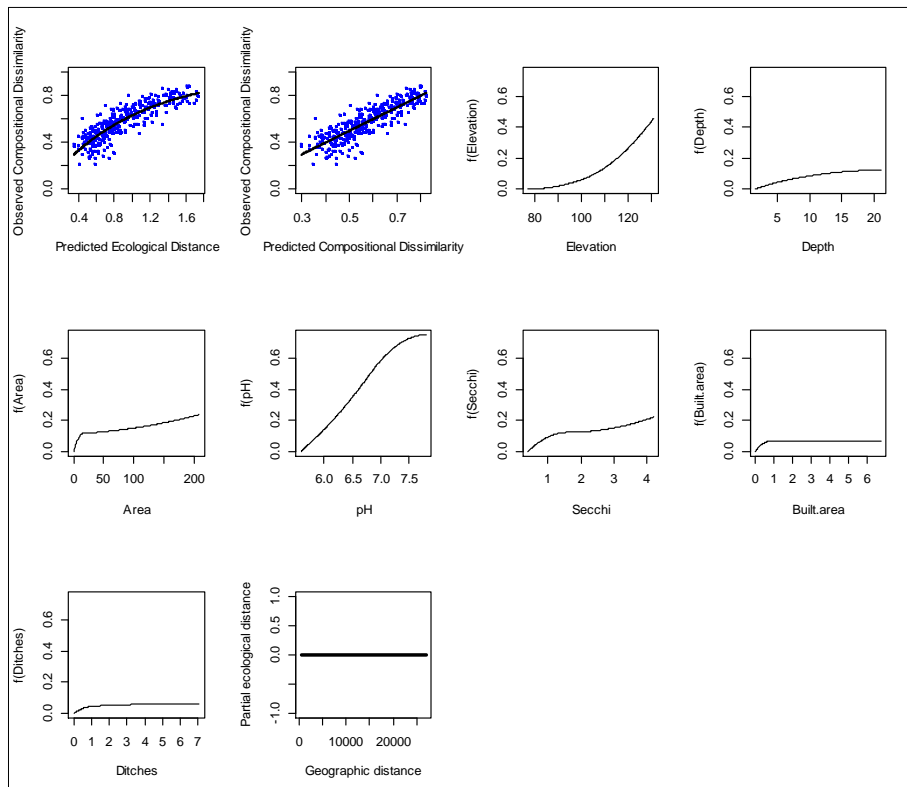 Observed Compositional Dissimilarity
0.0 0.4 0.8
0.4 0.8 1.2 1.6
Predicted Ecological Distance
Observed Compositional Dissimilarity
0.0 0.4 0.8
0.3 0.5 0.7
Predicted Compositional Dissimilarity
f(Elevation)
0.0 0.2 0.4 0.6
80 100 120
Elevation
f(Depth)
0.0 0.2 0.4 0.6
5 10 15 20
Depth
f(Area)
0.0 0.2 0.4 0.6
0 50 100 200
Area
f(pH)
0.0 0.2 0.4 0.6
6.0 6.5 7.0 7.5
pH
f(Secchi)
0.0 0.2 0.4 0.6
1 2 3 4
Secchi
f(Built.area)
0.0 0.2 0.4 0.6
0 1 2 3 4 5 6
Built.area
f(Ditches)
0.0 0.2 0.4 0.6
0 1 2 3 4 5 6 7
Ditches
Partial ecological distance
-1.0 0.0 0.5 1.0
0 10000 20000
Geographic distance